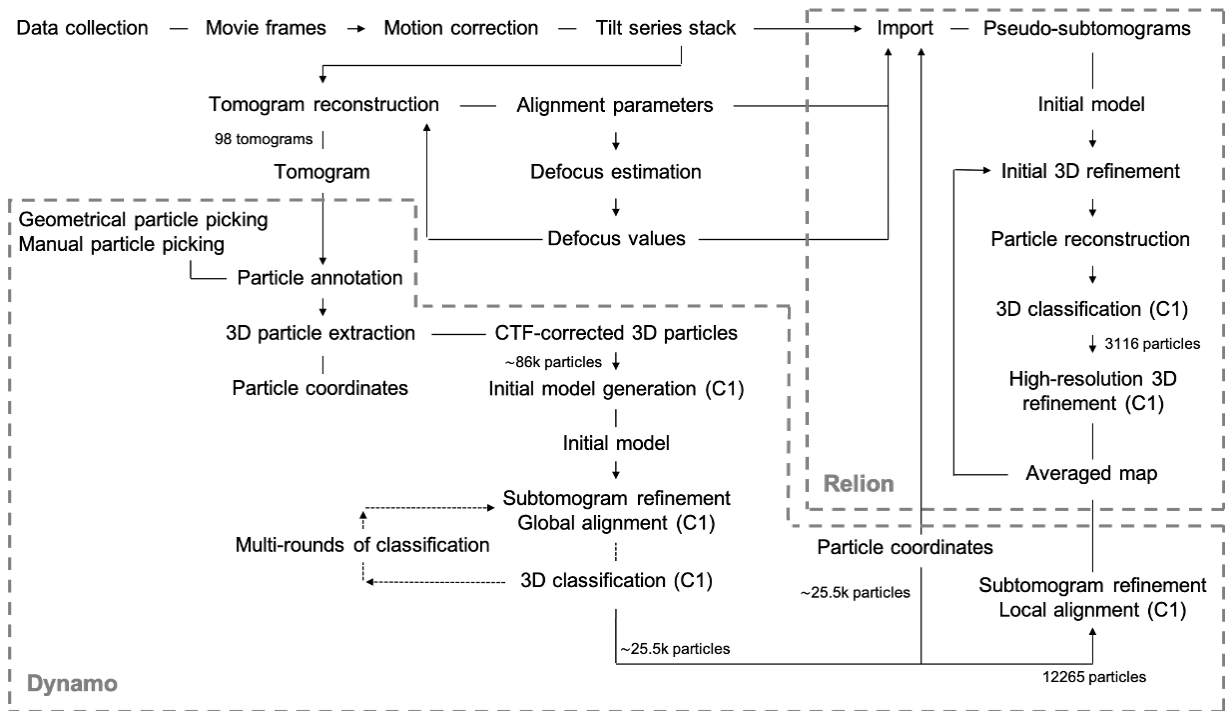 Data collection
Movie frames
Motion correction
Tilt series stack
Import
Pseudo-subtomograms
Tomogram reconstruction
Alignment parameters
Initial model
98 tomograms
Tomogram
Defocus estimation
Initial 3D refinement
Geometrical particle picking
Manual particle picking
Defocus values
Particle reconstruction
Particle annotation
3D classification (C1)
3D particle extraction
CTF-corrected 3D particles
3116 particles
~86k particles
Particle coordinates
Initial model generation (C1)
High-resolution 3D
refinement (C1)
Initial model
Averaged map
Relion
Subtomogram refinement
Global alignment (C1)
Multi-rounds of classification
Particle coordinates
3D classification (C1)
~25.5k particles
Subtomogram refinement
Local alignment (C1)
~25.5k particles
12265 particles
Dynamo